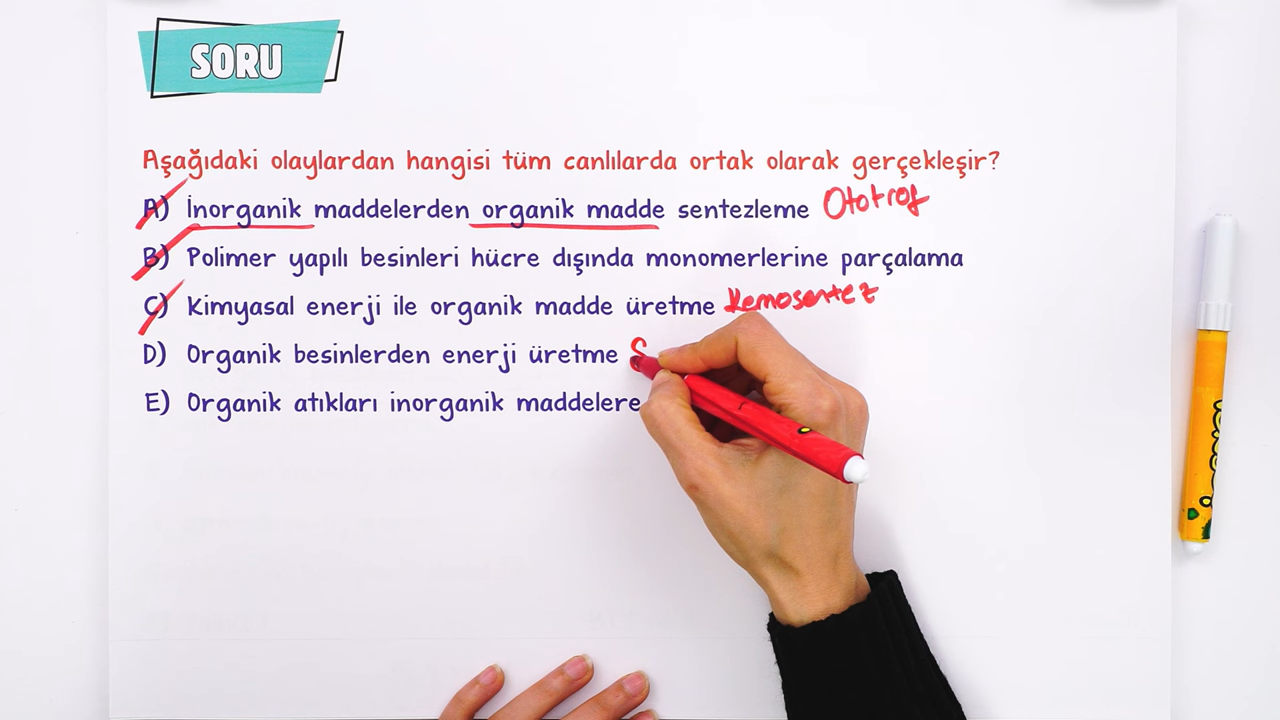 SORU
Aşağıdaki olaylardan hangisi tüm canlılarda ortak olarak gerçekleşir?
A) İnorganik maddelerden organik madde sentezleme Ototrof
B) Polimer yapılı besinleri hücre dışında monomerlerine parçalama
C) Kimyasal enerji ile organik madde üretme Kemosentez
D) Organik besinlerden enerji üretme
E) Organik atıkları inorganik maddelere